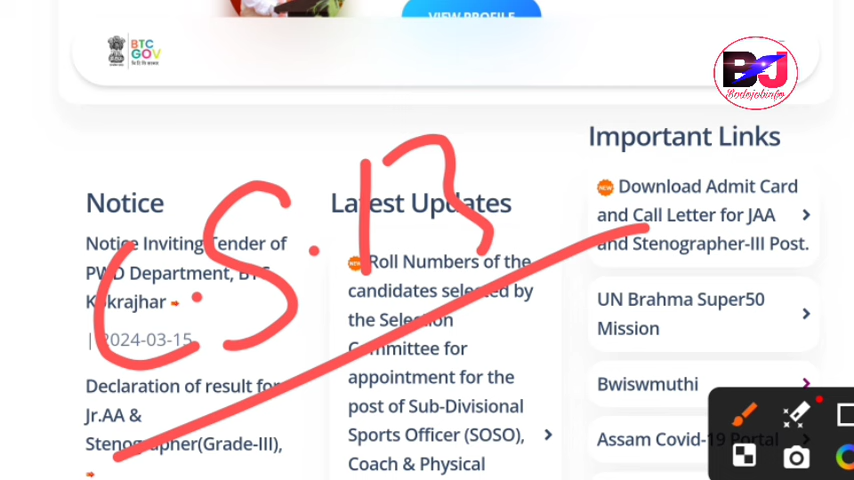 VIEW PROFILE
BTC
GOV
BJ
Bodojobinfo
Important Links
Download Admit Card
and Call Letter for JAA
and Stenographer-III Post.
UN Brahma Super50
Mission
Bwiswmuthi
Assam Covid-19 Portal
Notice
Notice Inviting Tender of
PWD Department, BTC,
Kokrajhar
| 2024-03-15
Declaration of result for
Jr.AA &
Stenographer(Grade-III),
Latest Updates
NEW Roll Numbers of the
candidates selected by
the Selection
Committee for
appointment for the
post of Sub-Divisional
Sports Officer (SOSO),
Coach & Physical